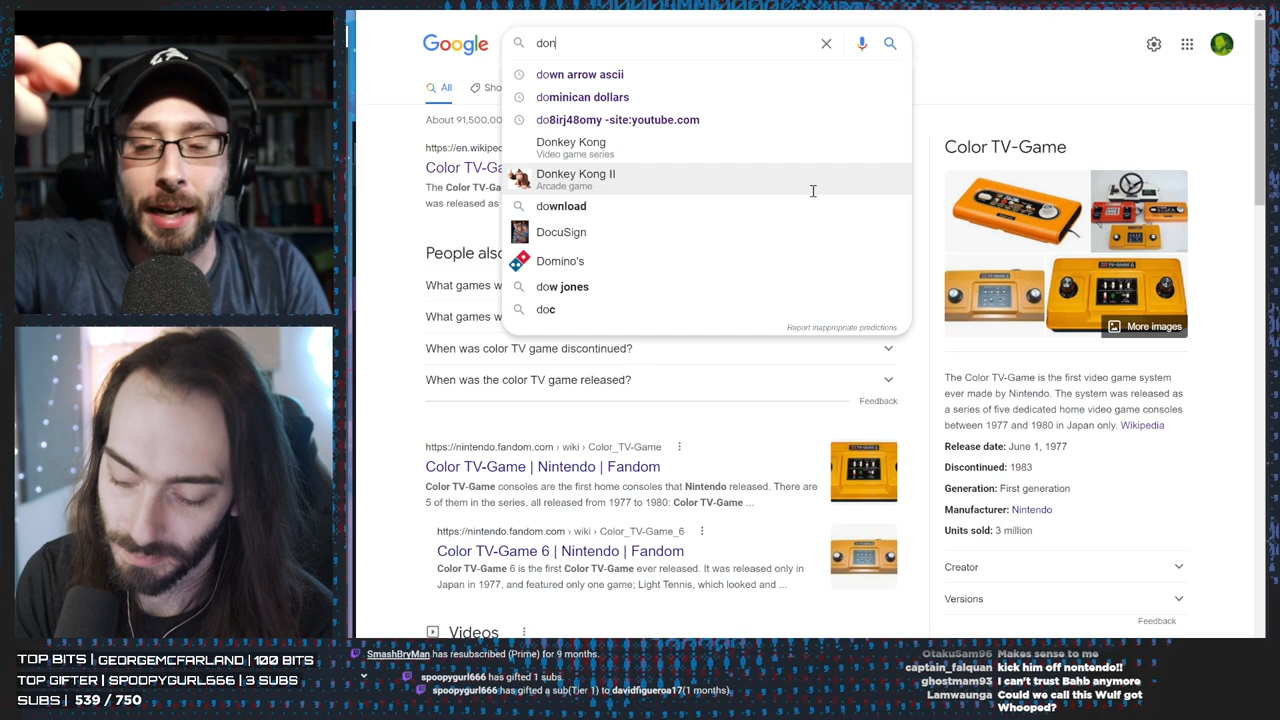 Google
don
All
Sho
About 91,500,00
https://en.wikipec
Color TV-Ga
The Color TV-Ga
was released as
People also
What games w
What games w
down arrow ascii
dominican dollars
do8irj48omy -site:youtube.com
Donkey Kong
Video game series
Donkey Kong II
Arcade game
download
DocuSign
Domino's
dow jones
doc
Report inappropriate predictions
When was color TV game discontinued?
When was the color TV game released?
Feedback
https://nintendo.fandom.com › wiki › Color_TV-Game
Color TV-Game | Nintendo | Fandom
Color TV-Game consoles are the first home consoles that Nintendo released. There are
5 of them in the series, all released from 1977 to 1980: Color TV-Game ...
https://nintendo.fandom.com › wiki › Color_TV-Game_6
Color TV-Game 6 | Nintendo | Fandom
Color TV-Game 6 is the first Color TV-Game ever released. It was released only in
Japan in 1977, and featured only one game; Light Tennis, which looked and ...
Videos
Color TV-Game
More images
The Color TV-Game is the first video game system
ever made by Nintendo. The system was released as
a series of five dedicated home video game consoles
between 1977 and 1980 in Japan only. Wikipedia
Release date: June 1, 1977
Discontinued: 1983
Generation: First generation
Manufacturer: Nintendo
Units sold: 3 million
Creator
Versions
Feedback
TOP BITS | GEORGEMCFARLAND | 100 BITS
TOP GIFTER | SPOOPYGURL666 | 3 SUBS
SUBS | 539 / 750
SmashBryMan has resubscribed (Prime) for 9 months.
spoopygurl666 has gifted 1 subs.
spoopygurl666 has gifted a sub(Tier 1) to davidfigueroa17(1 months).
OtakuSam96 Makes sense to me
captain_falquan kick him off nontendo!!
ghostmam93 I can't trust Bahb anymore
Lamwaunga Could we call this Wulf got
Whooped?